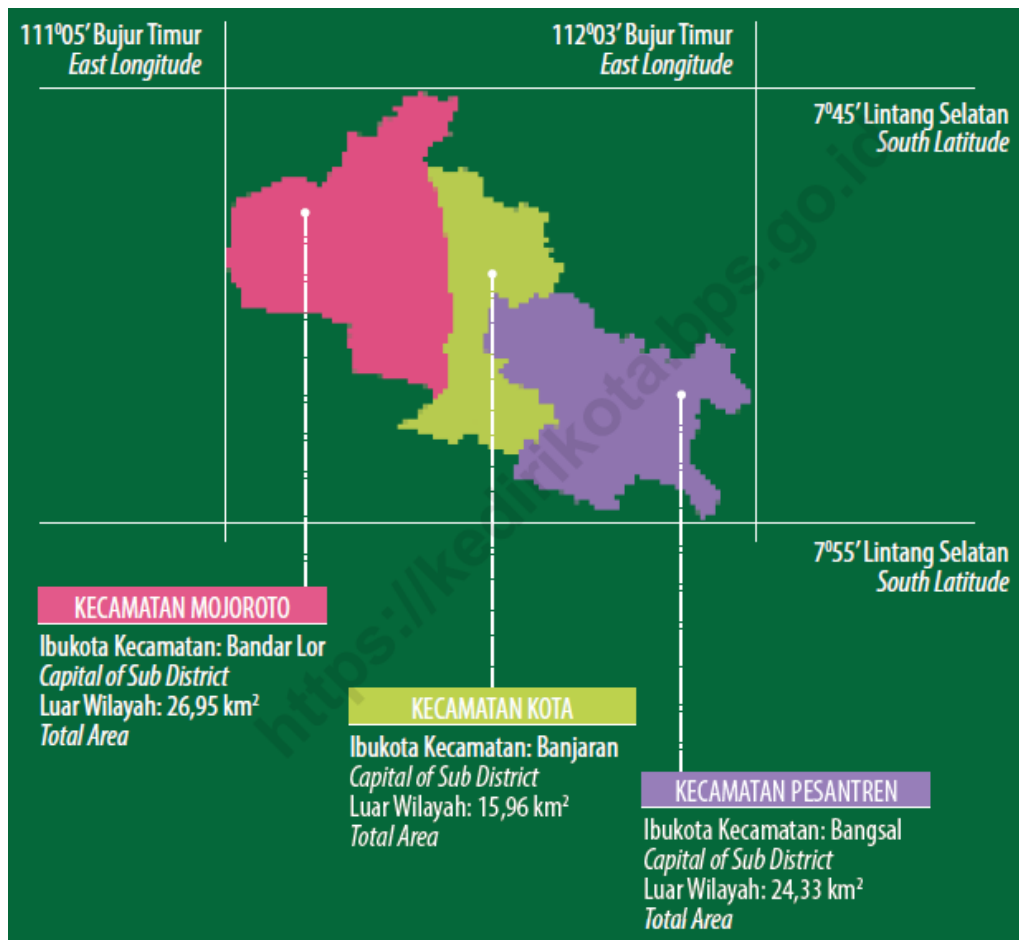 111⁰05′ Bujur Timur
East Longitude
112⁰03′ Bujur Timur
East Longitude
7⁰45′ Lintang Selatan
South Latitude
7⁰55′ Lintang Selatan
South Latitude
KECAMATAN MOJOROTO
Ibukota Kecamatan: Bandar Lor
Capital of Sub District
Luar Wilayah: 26,95 km²
Total Area
KECAMATAN KOTA
Ibukota Kecamatan: Banjaran
Capital of Sub District
Luar Wilayah: 15,96 km²
Total Area
KECAMATAN PESANTREN
Ibukota Kecamatan: Bangsal
Capital of Sub District
Luar Wilayah: 24,33 km²
Total Area
https://kedirikota.bps.go.id